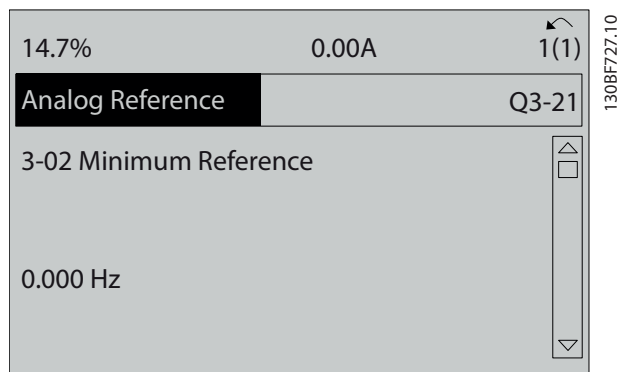 14.7% 0.00A 1(1)
Analog Reference Q3-21
3-02 Minimum Reference
0.000 Hz
130BF727.10